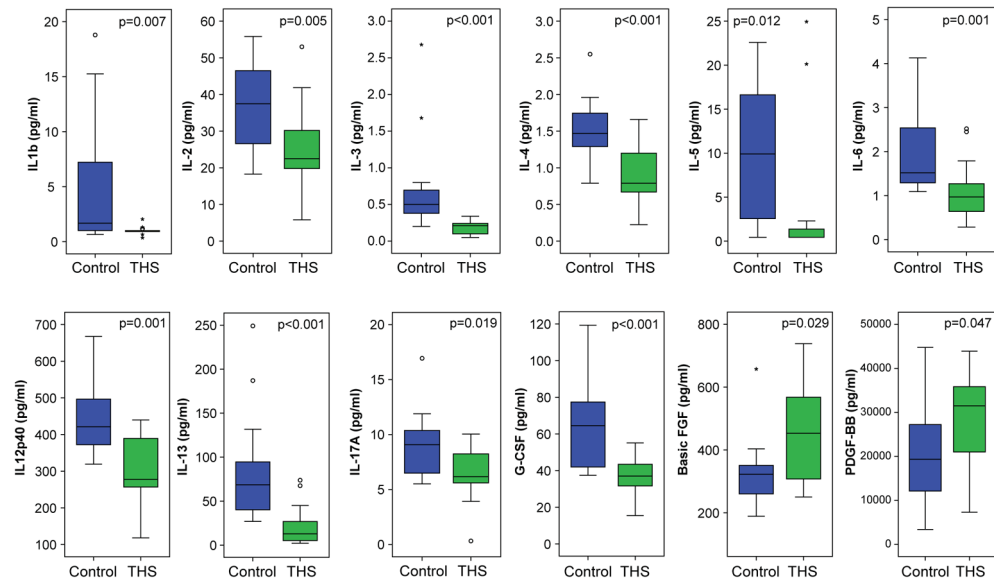 p=0.007
IL1b (pg/ml)
20
15
10
5
0
Control THS
p=0.005
IL-2 (pg/ml)
60
50
40
30
20
10
0
Control THS
p<0.001
IL-3 (pg/ml)
3.0
2.5
2.0
1.5
1.0
0.5
0.0
Control THS
p<0.001
IL-4 (pg/ml)
3.0
2.5
2.0
1.5
1.0
0.5
0.0
Control THS
p=0.012
IL-5 (pg/ml)
25
20
15
10
5
0
Control THS
p=0.001
IL-6 (pg/ml)
6
5
4
3
2
1
0
Control THS
p=0.001
IL12p40 (pg/ml)
700
600
500
400
300
200
100
Control THS
p<0.001
IL-13 (pg/ml)
250
200
150
100
50
0
Control THS
p=0.019
IL-17A (pg/ml)
20
15
10
5
0
Control THS
p<0.001
G-CSF (pg/ml)
120
100
80
60
40
20
0
Control THS
p=0.029
Basic FGF (pg/ml)
800
600
400
200
Control THS
p=0.047
PDGF-BB (pg/ml)
50000
40000
30000
20000
10000
0
Control THS